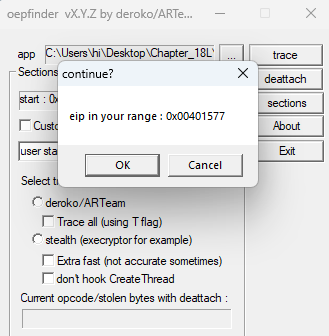 oepfinder vX.Y.Z by deroko/ARTeam
app C:\Users\hi\Desktop\Chapter_18L\ ... trace
Sections deattach
continue?
start : 0x sections
eip in your range : 0x00401577
Custo About
user sta Exit
OK Cancel
Select tr
deroko/ARTeam
Trace all (using T flag)
stealth (execryptor for example)
Extra fast (not accurate sometimes)
don't hook CreateThread
Current opcode/stolen bytes with deattach :